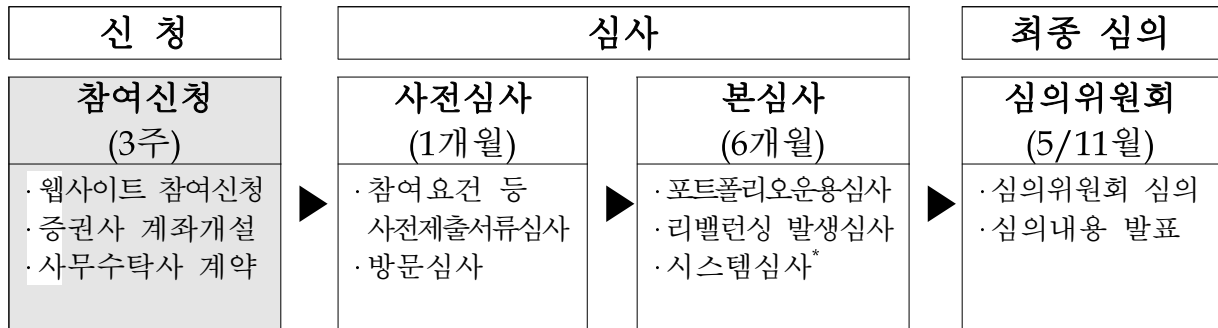 신 청
심사
최종 심의
참여신청
(3주)
· 웹사이트 참여신청
· 증권사 계좌개설
· 사무수탁사 계약
▶
사전심사
(1개월)
· 참여요건 등
사전제출서류심사
· 방문심사
본심사
(6개월)
· 포트폴리오운용심사
· 리밸런싱 발생심사
· 시스템심사*
▶
심의위원회
(5/11월)
· 심의위원회 심의
· 심의내용 발표